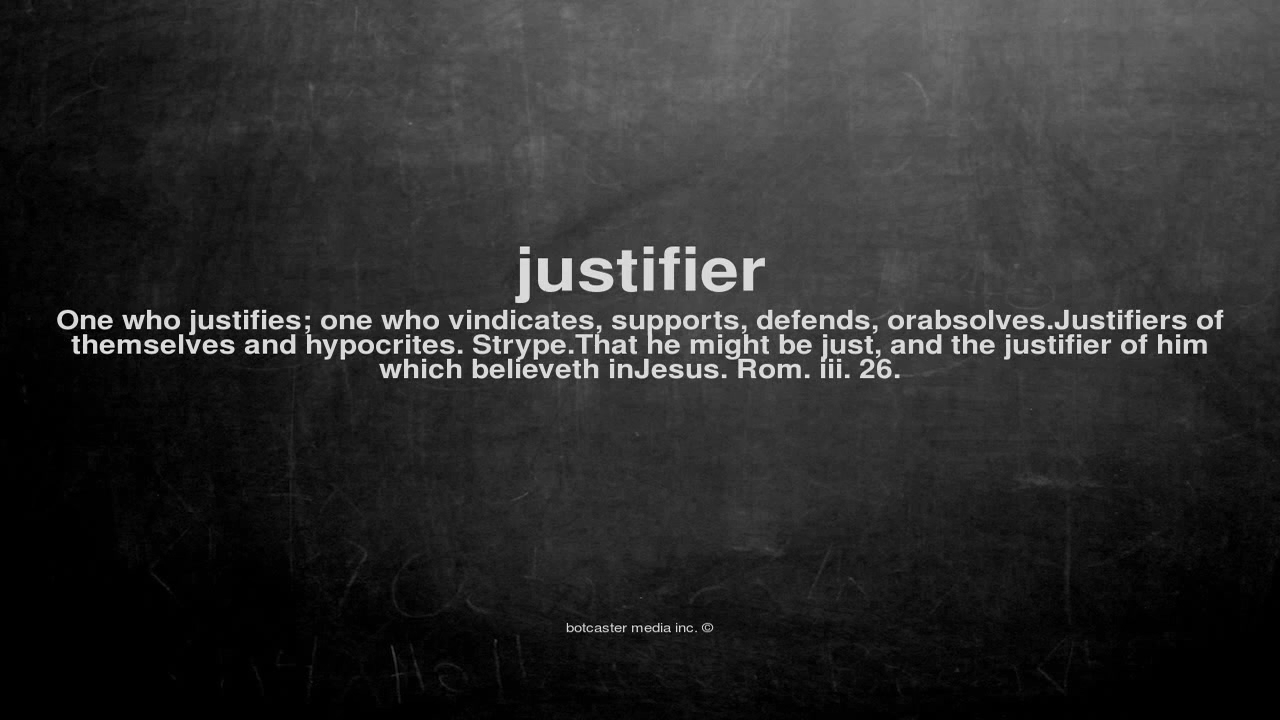 justifier
One who justifies; one who vindicates, supports, defends, orabsolves.Justifiers of
themselves and hypocrites. Strype.That he might be just, and the justifier of him
which believeth inJesus. Rom. iii. 26.
botcaster media inc. ©